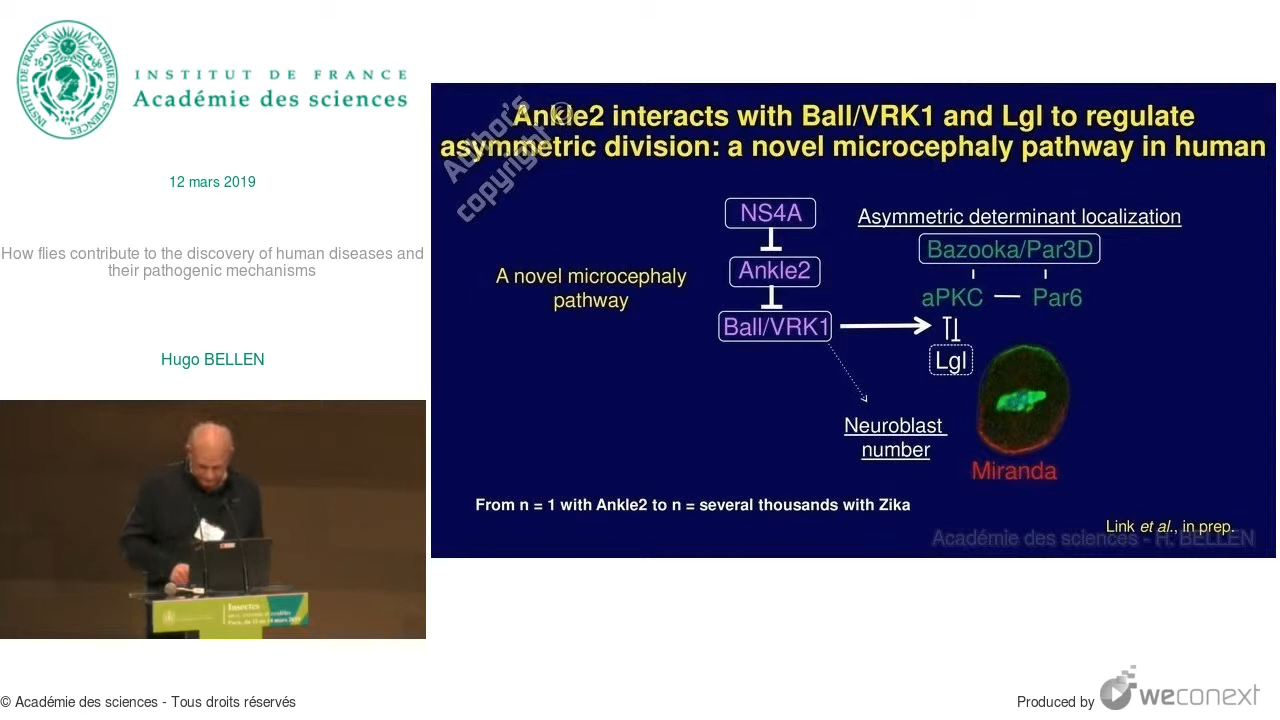 INSTITUT DE FRANCE
Académie des sciences
12 mars 2019
How flies contribute to the discovery of human diseases and
their pathogenic mechanisms
Hugo BELLEN
Insectes
Author's
copyright ©
Ankle2 interacts with Ball/VRK1 and Lgl to regulate
asymmetric division: a novel microcephaly pathway in human
NS4A
Asymmetric determinant localization
Bazooka/Par3D
Ankle2
A novel microcephaly
pathway
aPKC
Par6
Ball/VRK1
Lgl
Neuroblast
number
Miranda
From n = 1 with Ankle2 to n = several thousands with Zika
Link et al., in prep.
Académie des sciences - H. BELLEN
© Académie des sciences - Tous droits réservés
Produced by
weconext